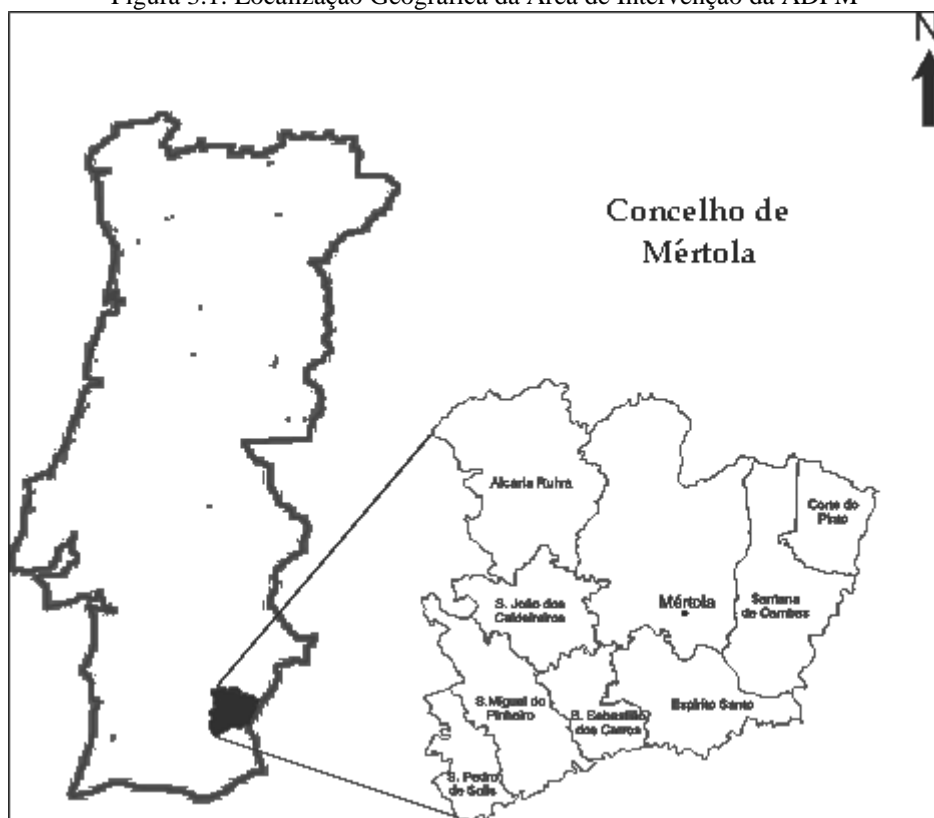 Figura 3.1. Localização Geográfica da Área de Intervenção da ADPM
N
Concelho de
Mértola
Alcaria Ruiva
Corte do
Pinto
S. João dos
Caldeireiros
Mértola
Santana
de Cambas
S. Miguel do
Pinheiro
S. Sebastião
dos Carros
Espírito Santo
S. Pedro
de Solis